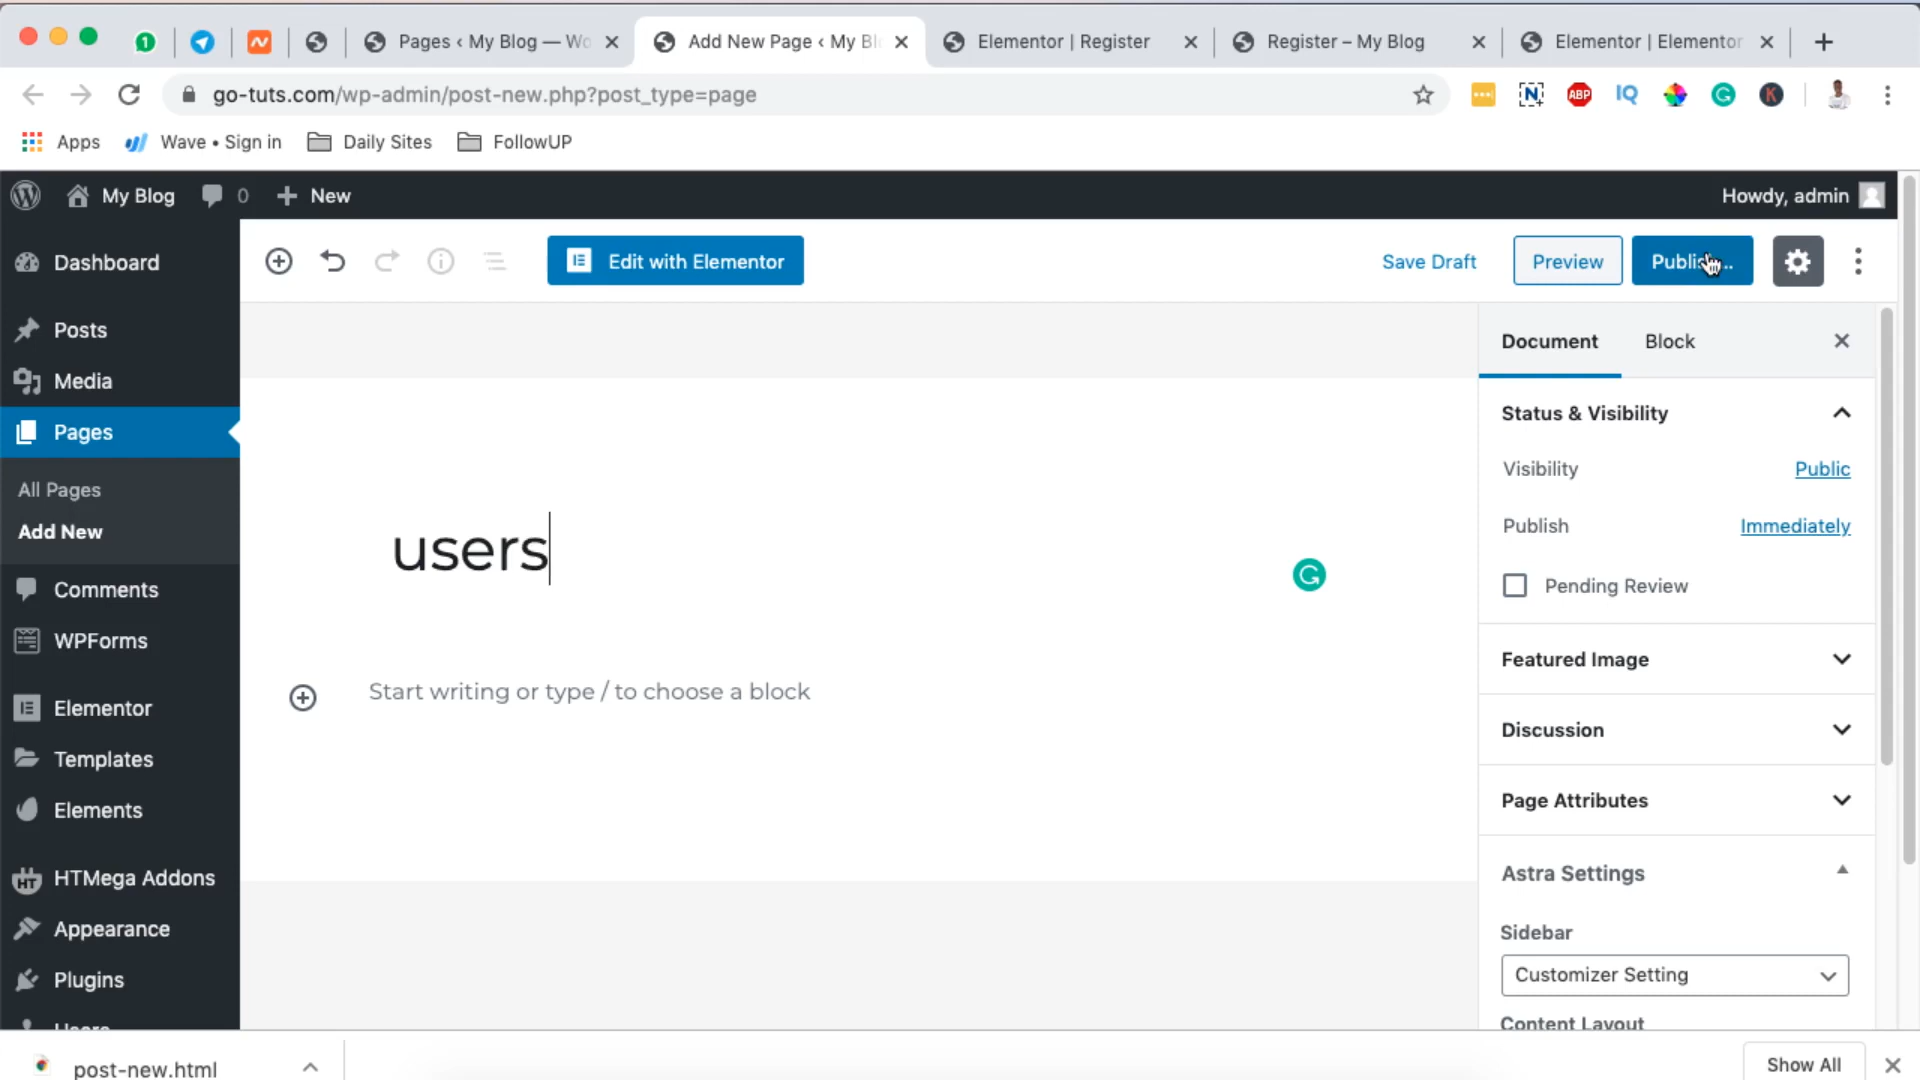 1
Pages ‹ My Blog — Wo
Add New Page ‹ My Bl
Elementor | Register
Register – My Blog
Elementor | Elementor
go-tuts.com/wp-admin/post-new.php?post_type=page
N
ABP
IQ
G
K
Apps
Wave • Sign in
Daily Sites
FollowUP
My Blog
0
New
Howdy, admin
Dashboard
Posts
Media
Pages
All Pages
Add New
Comments
WPForms
Elementor
Templates
Elements
HT
HTMega Addons
Appearance
Plugins
Users
Edit with Elementor
Save Draft
Preview
Publish...
users
Start writing or type / to choose a block
Document
Block
Status & Visibility
Visibility
Public
Publish
Immediately
Pending Review
Featured Image
Discussion
Page Attributes
Astra Settings
Sidebar
Customizer Setting
Content Layout
post-new.html
Show All